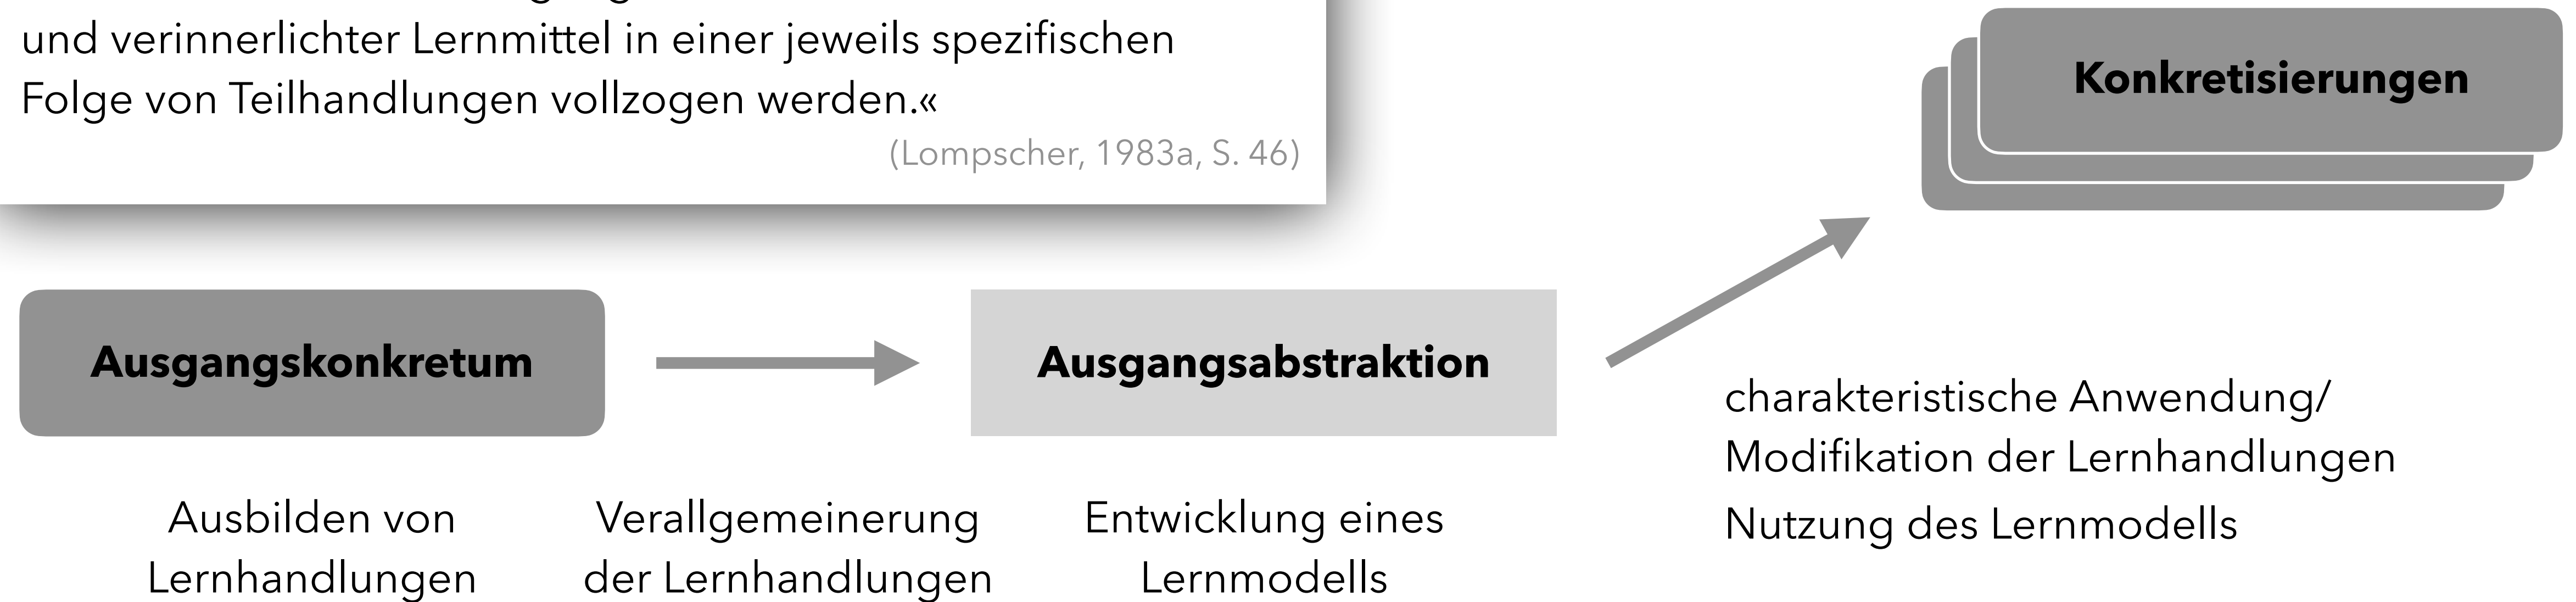 und verinnerlichter Lernmittel in einer jeweils spezifischen
Folge von Teilhandlungen vollzogen werden.«
(Lompscher, 1983a, S. 46)
Konkretisierungen
Ausgangskonkretum
Ausgangsabstraktion
charakteristische Anwendung/
Modifikation der Lernhandlungen
Nutzung des Lernmodells
Ausbilden von
Lernhandlungen
Verallgemeinerung
der Lernhandlungen
Entwicklung eines
Lernmodells